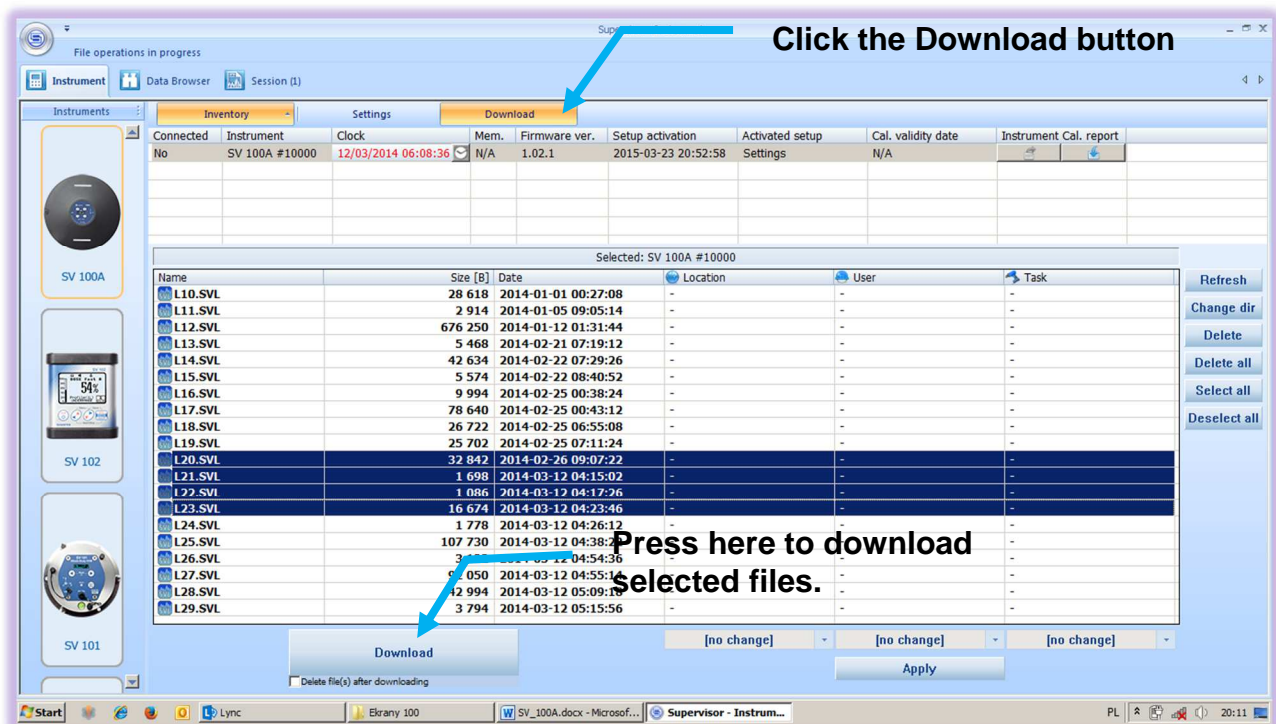 Click the Download button
File operations in progress
Instrument Data Browser Session (1)
Instruments Inventory Settings Download
Connected Instrument Clock Mem. Firmware ver. Setup activation Activated setup Cal. validity date Instrument Cal. report
No SV 100A #10000 12/03/2014 06:08:36 N/A 1.02.1 2015-03-23 20:52:58 Settings N/A
Selected: SV 100A #10000
SV 100A
Name Size [B] Date Location User Task
L10.SVL 28 618 2014-01-01 00:27:08 - - -
L11.SVL 2 914 2014-01-05 09:05:14 - - -
L12.SVL 676 250 2014-01-12 01:31:44 - - -
L13.SVL 5 468 2014-02-21 07:19:12 - - -
L14.SVL 42 634 2014-02-22 07:29:26 - - -
L15.SVL 5 574 2014-02-22 08:40:52 - - -
L16.SVL 9 994 2014-02-25 00:38:24 - - -
L17.SVL 78 640 2014-02-25 00:43:12 - - -
L18.SVL 26 722 2014-02-25 06:55:08 - - -
L19.SVL 25 702 2014-02-25 07:11:24 - - -
L20.SVL 32 842 2014-02-26 09:07:22 - - -
L21.SVL 1 698 2014-03-12 04:15:02 - - -
L22.SVL 1 086 2014-03-12 04:17:26 - - -
L23.SVL 16 674 2014-03-12 04:23:46 - - -
L24.SVL 1 778 2014-03-12 04:26:12 - - -
L25.SVL 107 730 2014-03-12 - -
L26.SVL 04:54:36 - - -
L27.SVL 050 2014-03-12 - -
L28.SVL 2014-03-12 - -
L29.SVL 3 794 2014-03-12 05:15:56 - - -
Refresh
Change dir
Delete
Delete all
Select all
Deselect all
54%
SV 102
SV 101
Press here to download
selected files.
[no change] [no change] [no change]
Download
Apply
Delete file(s) after downloading
Start Lync Ekrany 100 SV_100A.docx - Microsof... Supervisor - Instrum... PL 20:11